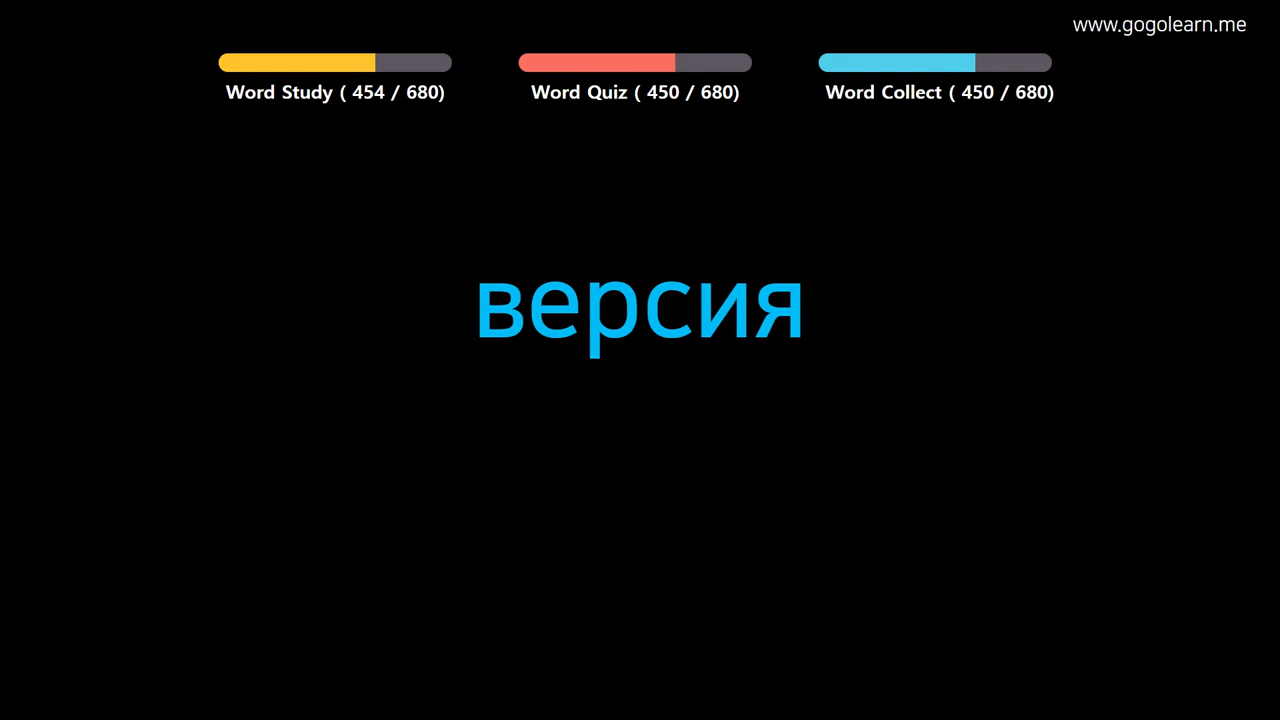 www.gogolearn.me
Word Study ( 454 / 680)
Word Quiz ( 450 / 680)
Word Collect ( 450 / 680)
версия